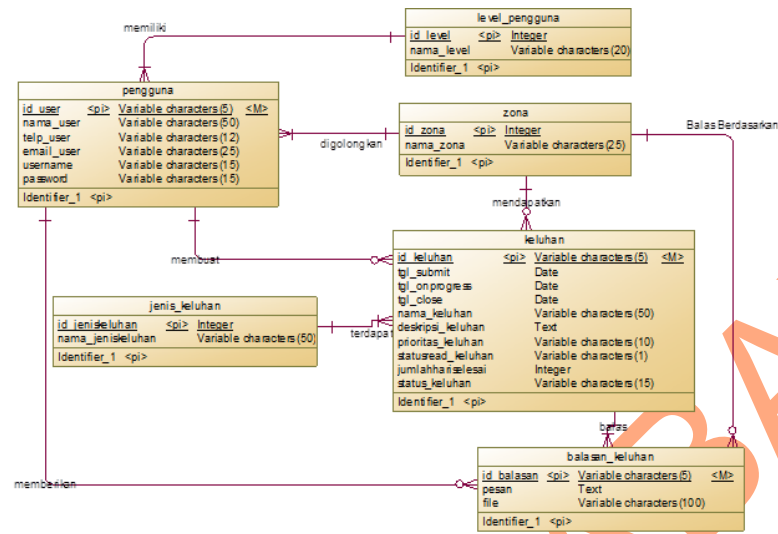 level_pengguna
id_level <pi> Integer
nama_level Variable characters (20)
Identifier_1 <pi>
memiliki
pengguna
id_user <pi> Variable characters (5) <M>
nama_user Variable characters (50)
telp_user Variable characters (12)
email_user Variable characters (25)
username Variable characters (15)
password Variable characters (15)
Identifier_1 <pi>
digolongkan
zona
id_zona <pi> Integer
nama_zona Variable characters (25)
Identifier_1 <pi>
Balas Berdasarkan
mendapatkan
membuat
keluhan
id_keluhan <pi> Variable characters (5) <M>
tgl_submit Date
tgl_onprogress Date
tgl_close Date
nama_keluhan Variable characters (50)
deskripsi_keluhan Text
prioritas_keluhan Variable characters (10)
statusread_keluhan Variable characters (1)
jumlahhariselesai Integer
status_keluhan Variable characters (15)
Identifier_1 <pi>
jenis_keluhan
id_jeniskeluhan <pi> Integer
nama_jeniskeluhan Variable characters (50)
Identifier_1 <pi>
terdapat
balas
balasan_keluhan
id_balasan <pi> Variable characters (5) <M>
pesan Text
file Variable characters (100)
Identifier_1 <pi>
memberikan